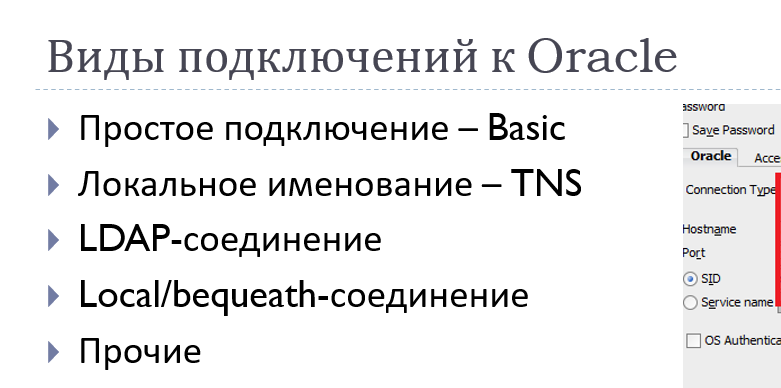 Виды подключений к Oracle
Простое подключение – Basic
Локальное именование – TNS
LDAP-соединение
Local/bequeath-соединение
Прочие
assword
Save Password
Oracle Acce
Connection Type
Hostname
Port
SID
Service name
OS Authentica